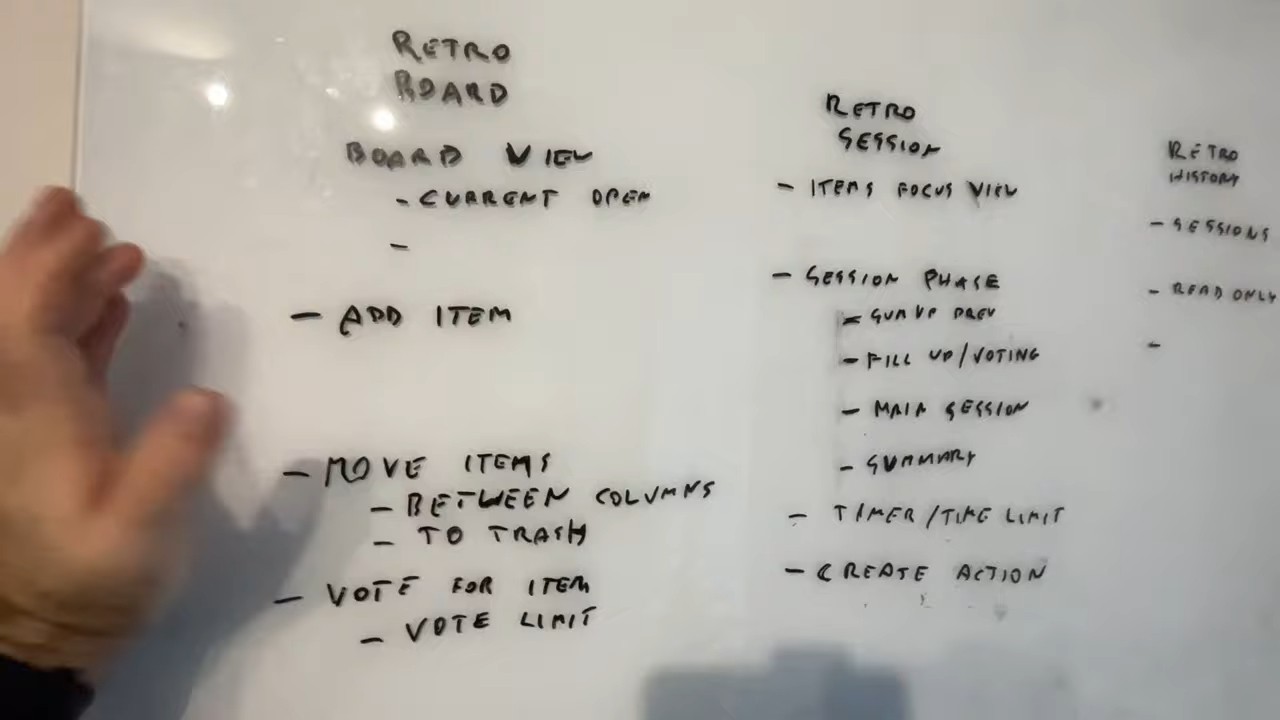 RETRO
BOARD
BOARD VIEW
- CURRENT OPEN
-
- ADD ITEM
- MOVE ITEMS
- BETWEEN COLUMNS
- TO TRASH
- VOTE FOR ITEM
- VOTE LIMIT
RETRO
SESSION
- ITEMS FOCUS VIEW
- SESSION PHASE
- PREV
- FILL UP/VOTING
- MAIN SESSION
- SUMMARY
- TIMER/TIME LIMIT
- CREATE ACTION
RETRO
HISTORY
- SESSIONS
- READ ONLY
-